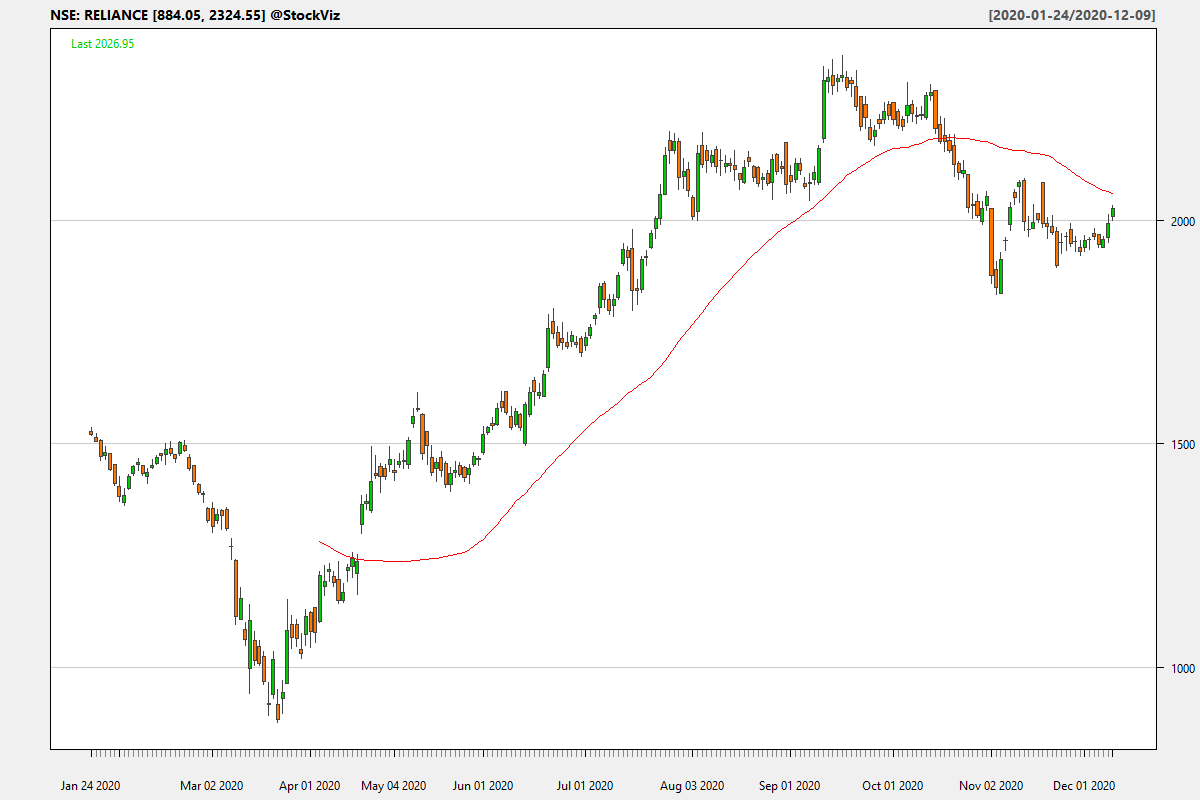 NSE: RELIANCE [884.05, 2324.55] @StockViz [2020-01-24/2020-12-09]
Last 2026.95
2000
1500
1000
Jan 24 2020 Mar 02 2020 Apr 01 2020 May 04 2020 Jun 01 2020 Jul 01 2020 Aug 03 2020 Sep 01 2020 Oct 01 2020 Nov 02 2020 Dec 01 2020